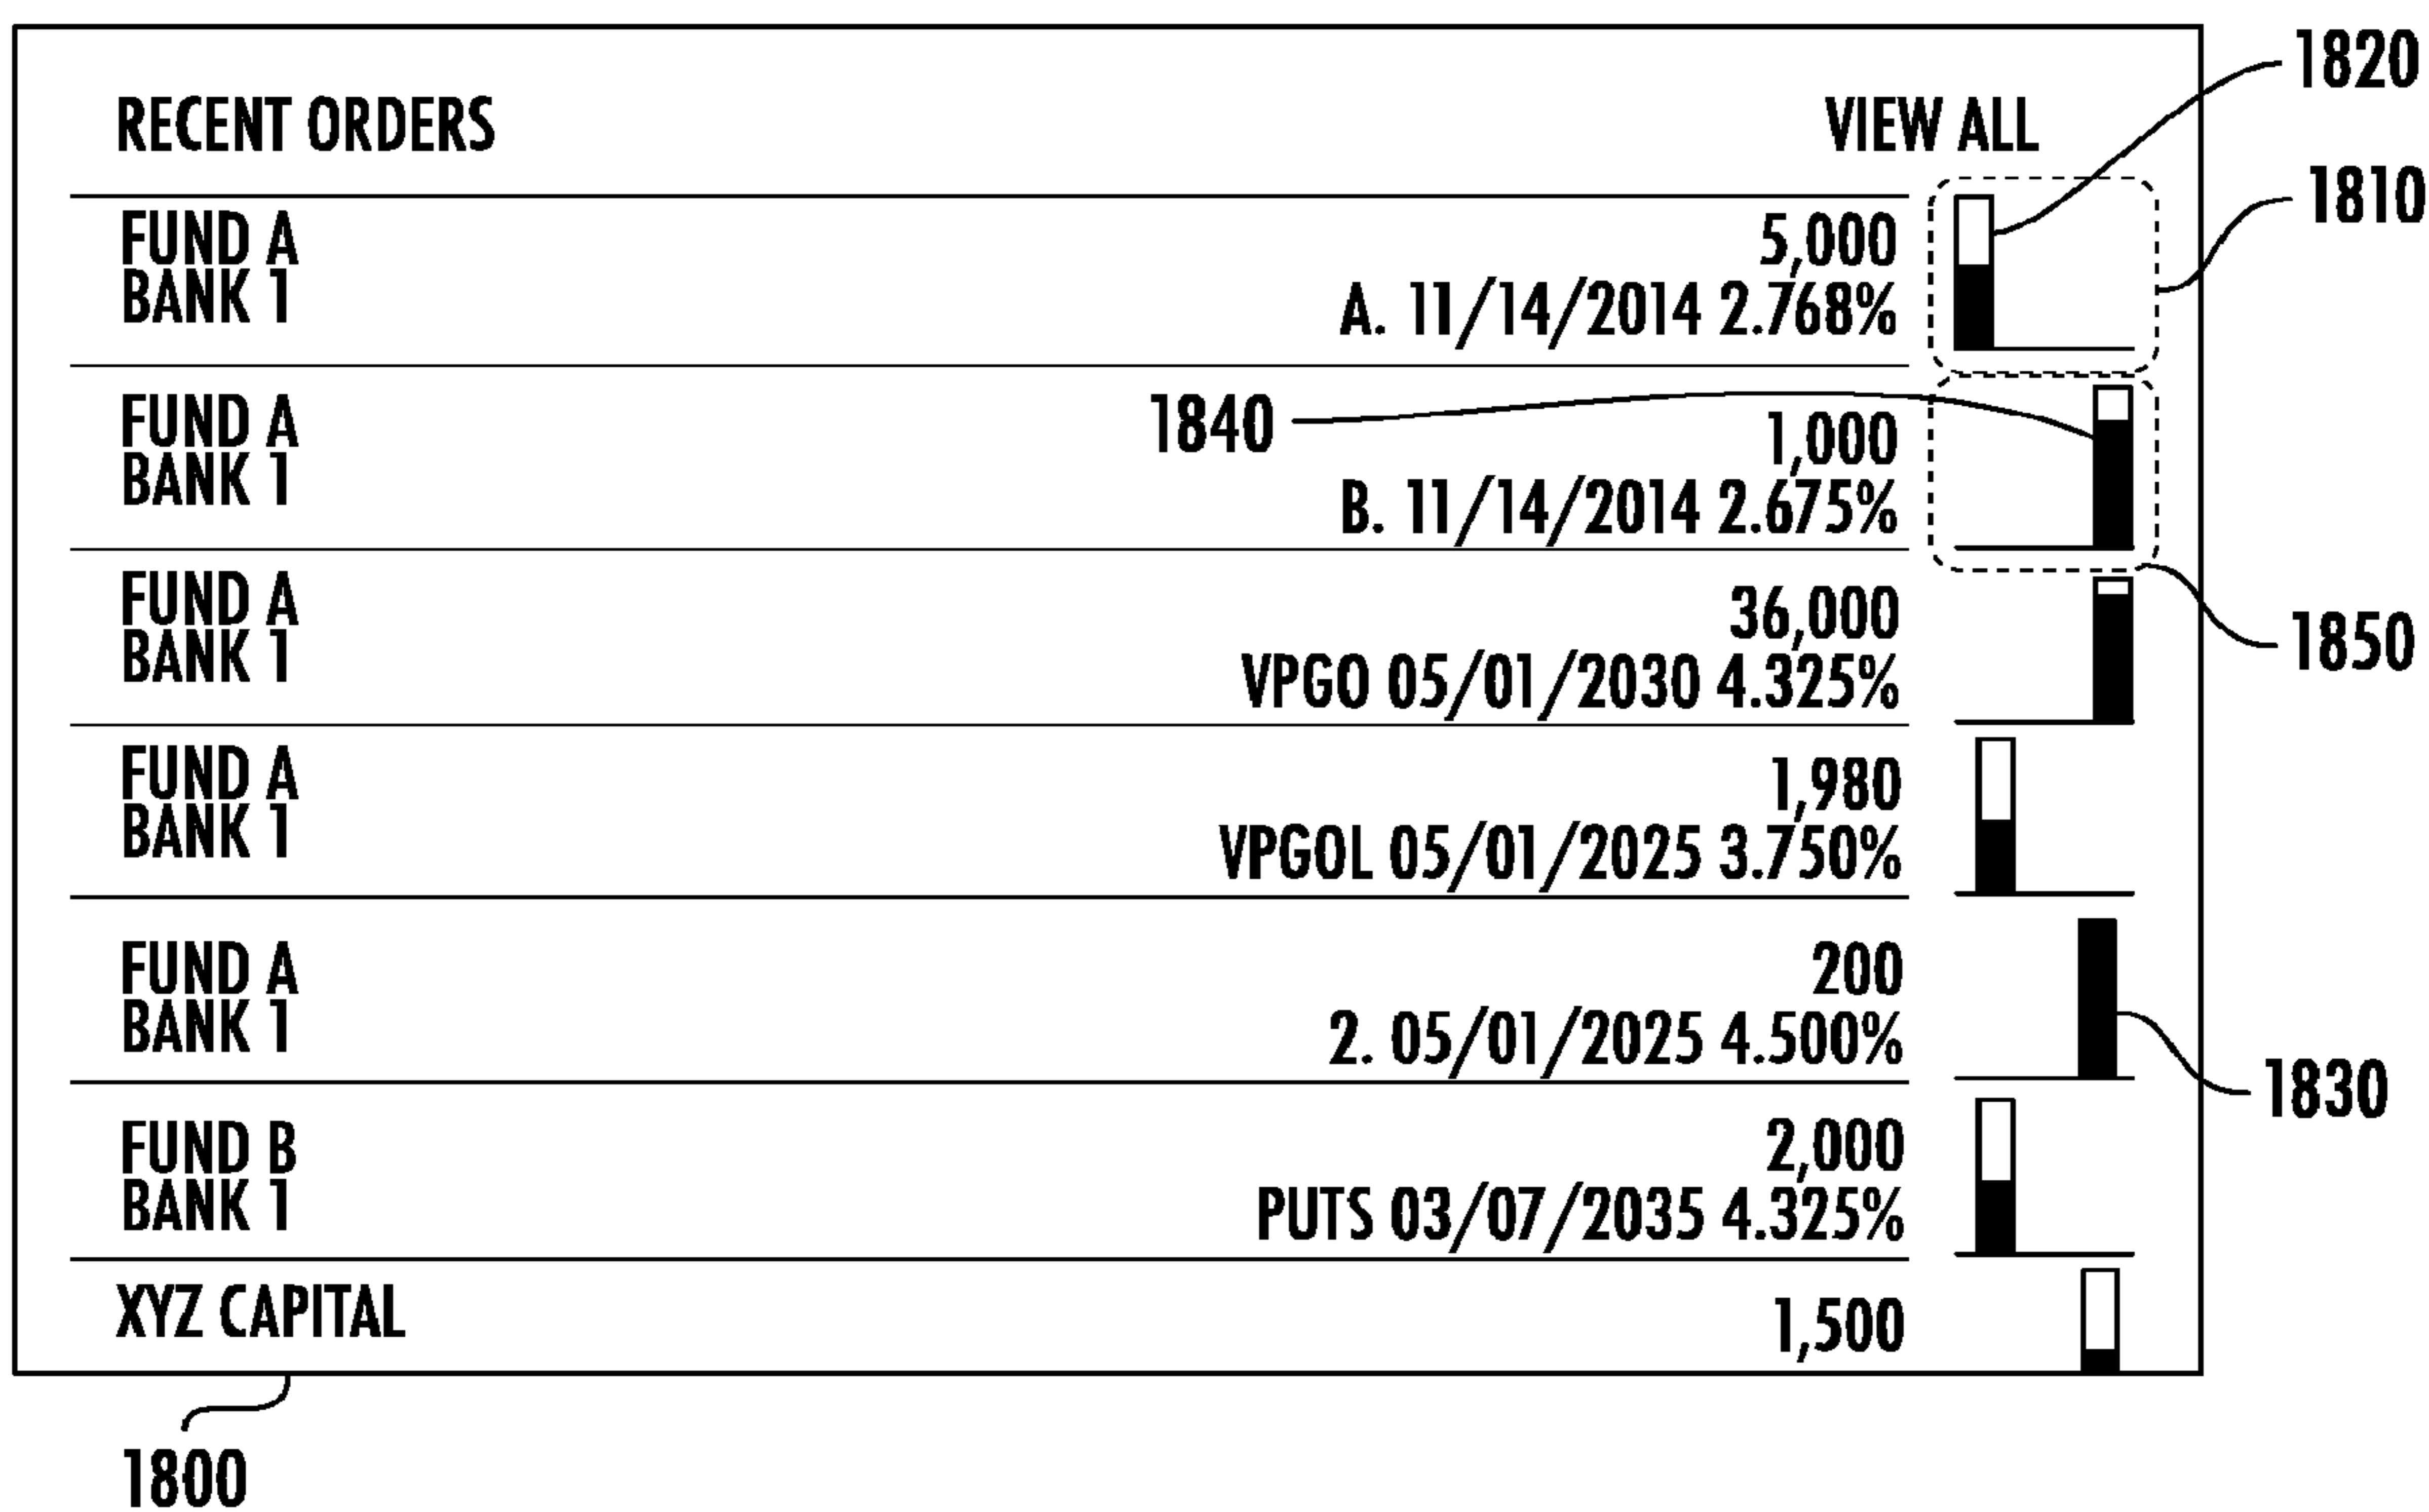 1820
RECENT ORDERS VIEW ALL
1810
FUND A 5,000
BANK 1 A. 11/14/2014 2.768%
FUND A 1840 1,000
BANK 1 B. 11/14/2014 2.675%
FUND A 36,000
BANK 1 VPGO 05/01/2030 4.325%
1850
FUND A 1,980
BANK 1 VPGOL 05/01/2025 3.750%
FUND A 200
BANK 1 2. 05/01/2025 4.500%
1830
FUND B 2,000
BANK 1 PUTS 03/07/2035 4.325%
XYZ CAPITAL 1,500
1800